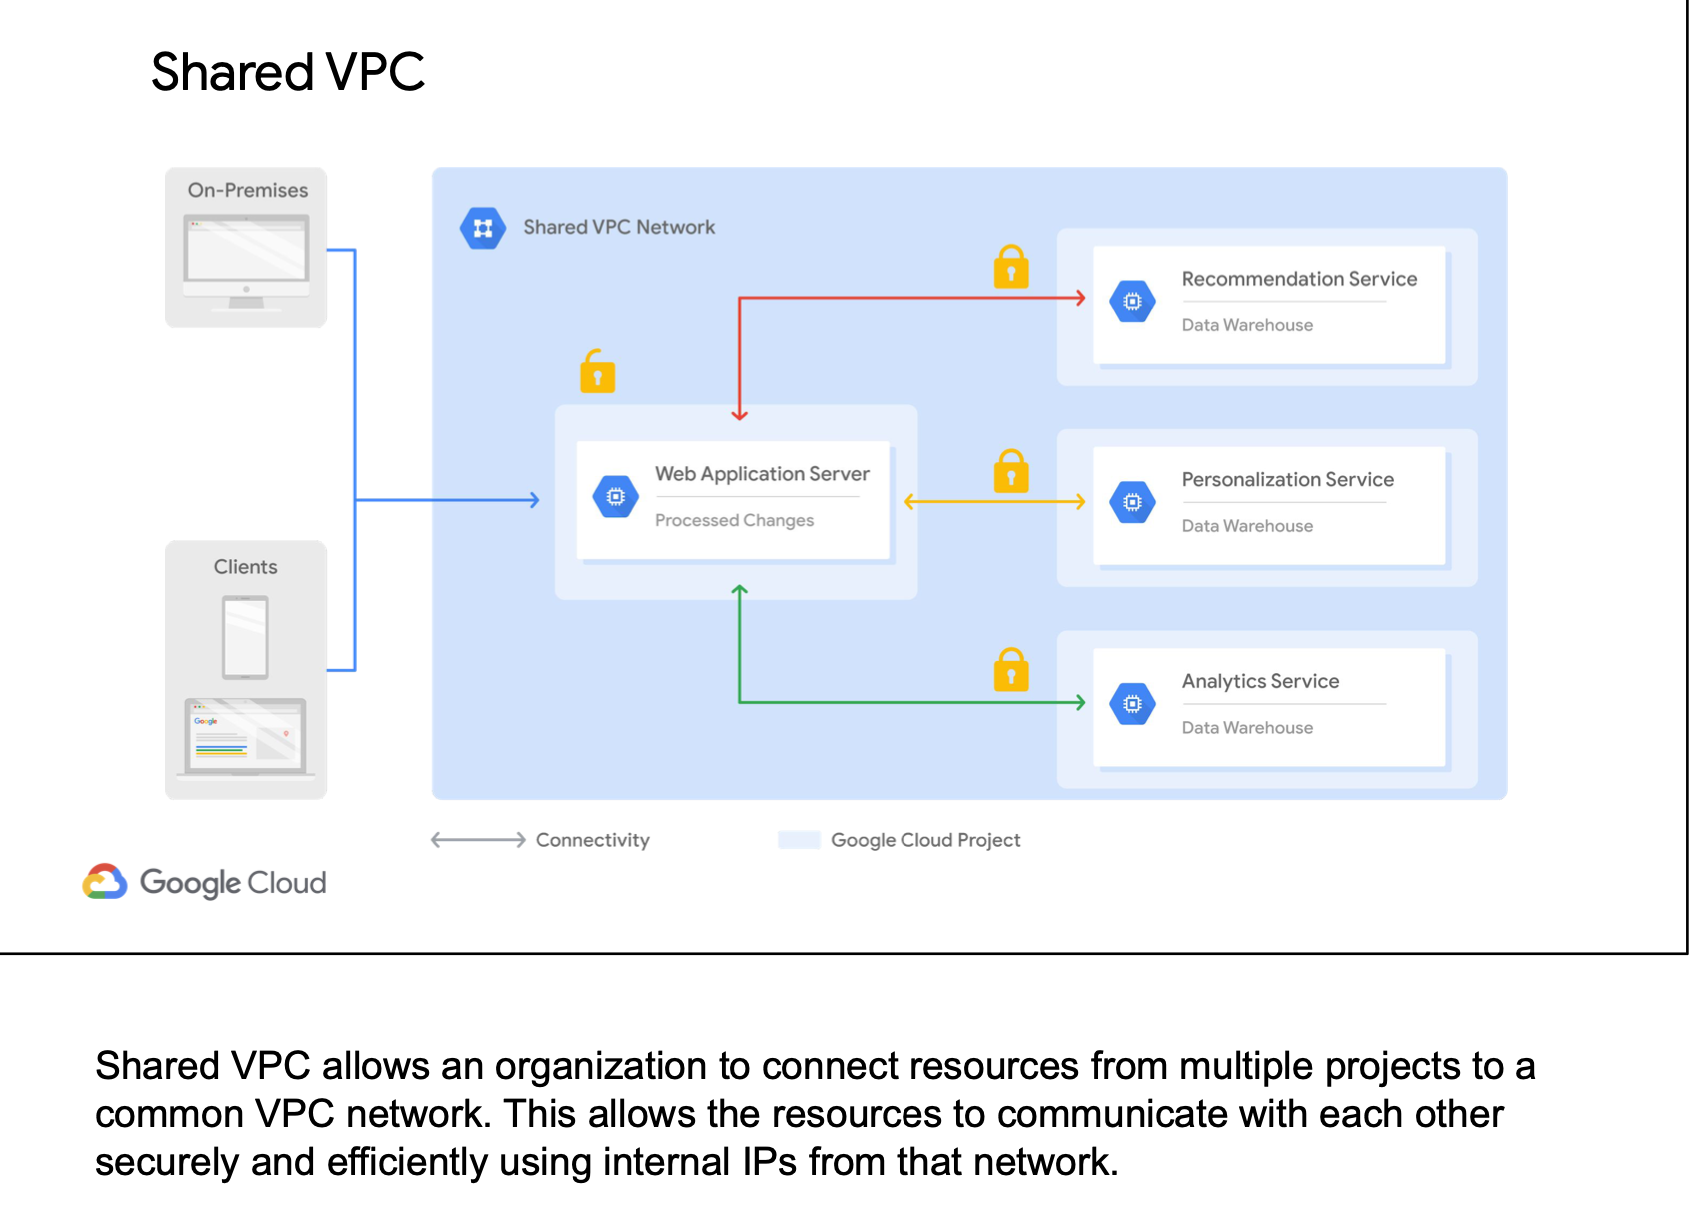 Shared VPC
On-Premises
Clients
Google
Shared VPC Network
Web Application Server
Processed Changes
Recommendation Service
Data Warehouse
Personalization Service
Data Warehouse
Analytics Service
Data Warehouse
Connectivity
Google Cloud Project
Google Cloud
Shared VPC allows an organization to connect resources from multiple projects to a
common VPC network. This allows the resources to communicate with each other
securely and efficiently using internal IPs from that network.